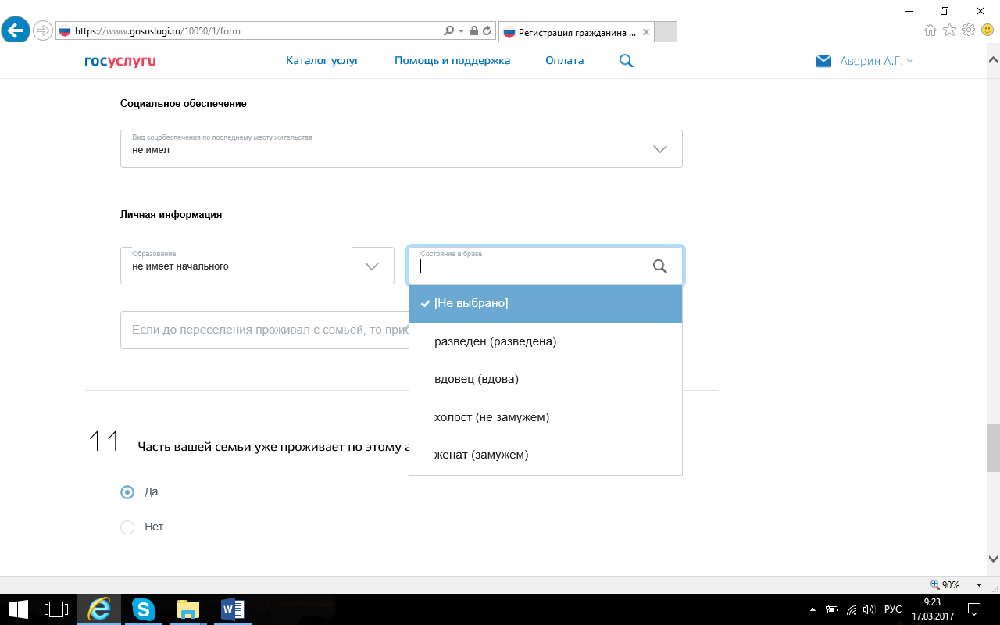 https://www.gosuslugi.ru/10050/1/form
Регистрация гражданина ...
госуслуги
Каталог услуг
Помощь и поддержка
Оплата
Аверин А.Г.
Социальное обеспечение
Вид соцобеспечения по последнему месту жительства
не имел
Личная информация
Образование
не имеет начального
Состояние в браке
[Не выбрано]
Если до переселения проживал с семьей, то
разведен (разведена)
вдовец (вдова)
холост (не замужем)
женат (замужем)
11
Часть вашей семьи уже проживает по этому
Да
Нет
90%
РУС
9:23
17.03.2017